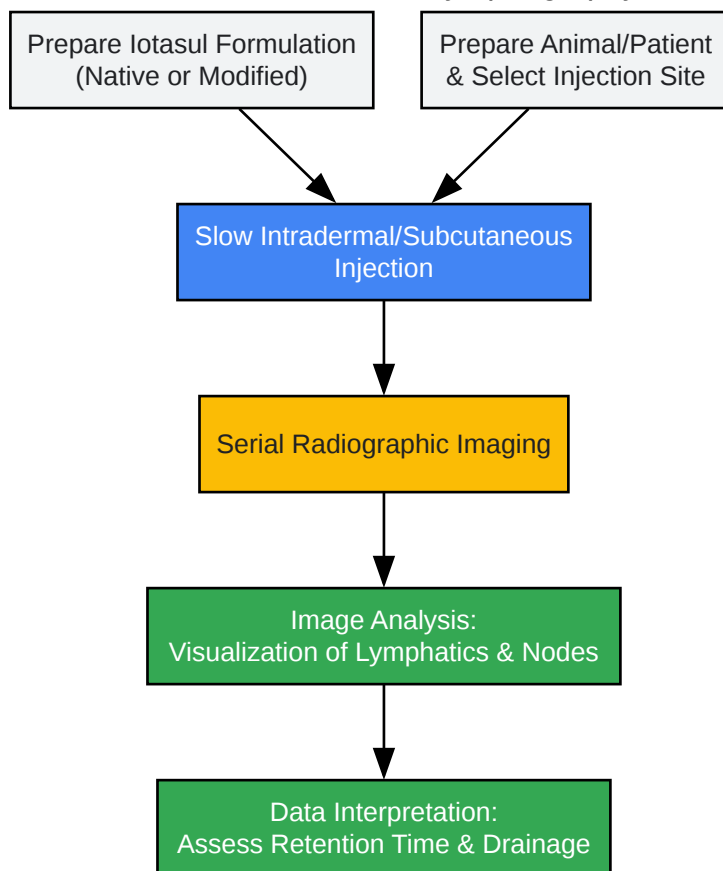 Prepare Iotasul Formulation
(Native or Modified)
Prepare Animal/Patient
& Select Injection Site
Slow Intradermal/Subcutaneous
Injection
Serial Radiographic Imaging
Image Analysis:
Visualization of Lymphatics & Nodes
Data Interpretation:
Assess Retention Time & Drainage